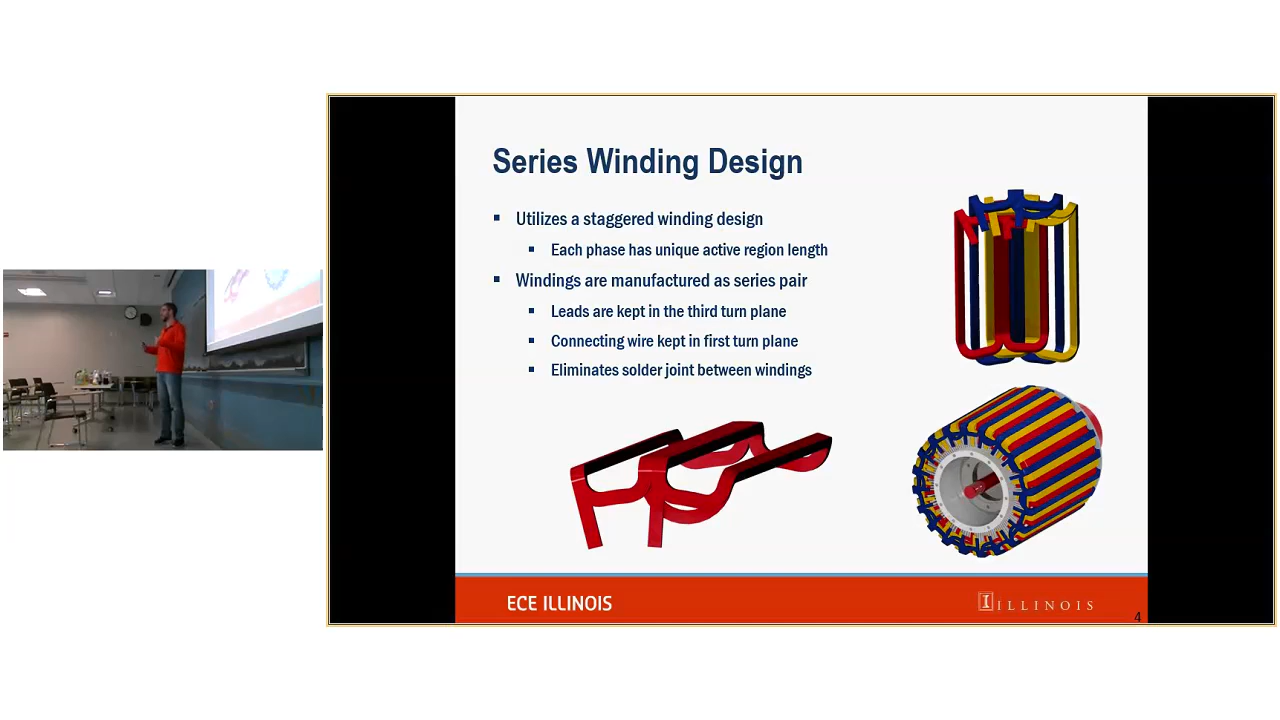 Series Winding Design
▪ Utilizes a staggered winding design
▪ Each phase has unique active region length
▪ Windings are manufactured as series pair
▪ Leads are kept in the third turn plane
▪ Connecting wire kept in first turn plane
▪ Eliminates solder joint between windings
ECE ILLINOIS
I ILLINOIS
4